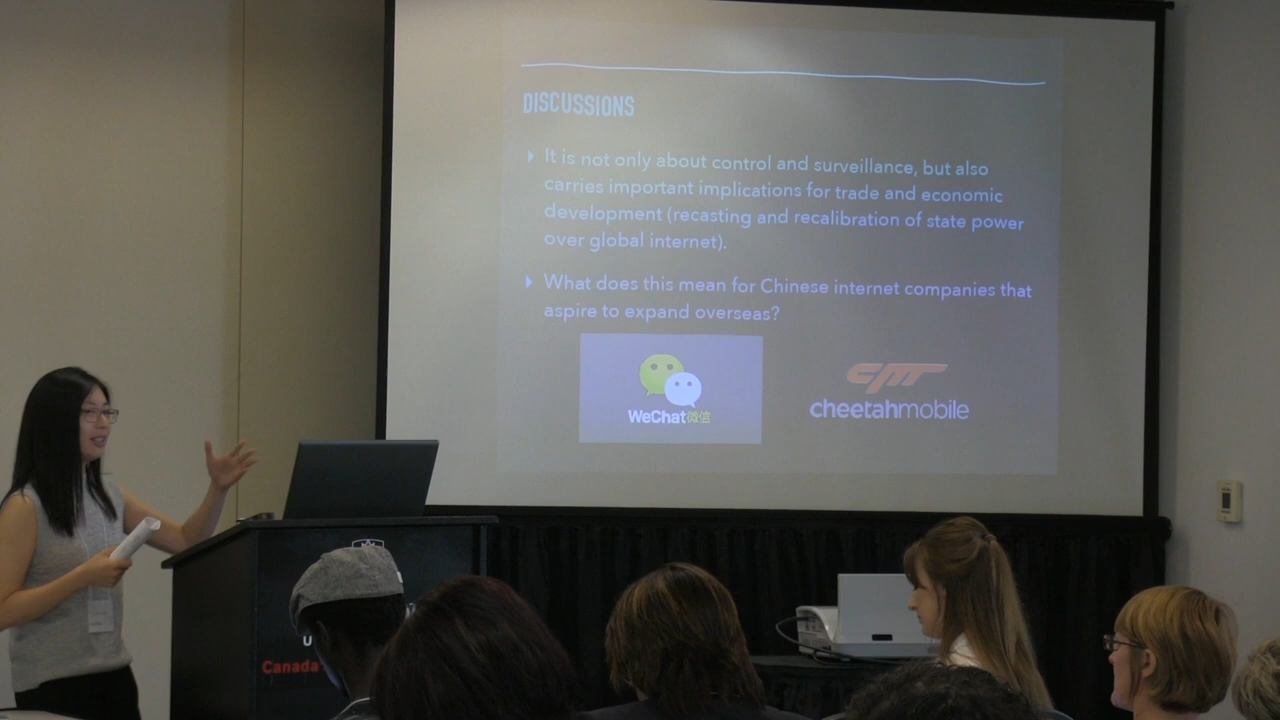 DISCUSSIONS
It is not only about control and surveillance, but also
carries important implications for trade and economic
development (recasting and recalibration of state power
over global internet).
What does this mean for Chinese internet companies that
aspire to expand overseas?
WeChat微信
cm
cheetahmobile
U
Canada